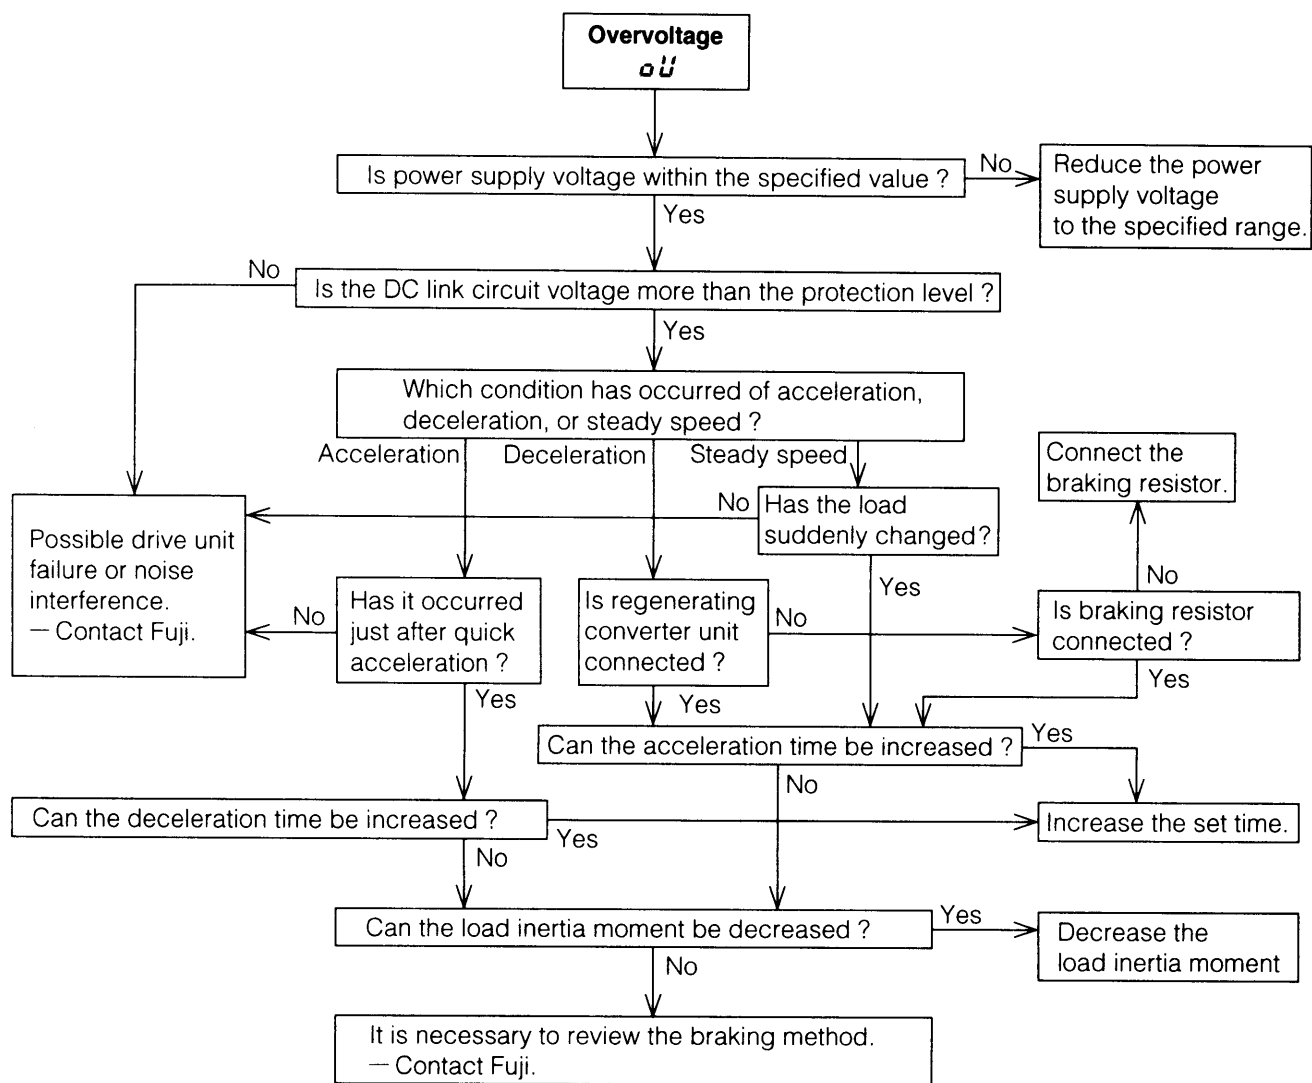 Overvoltage
oU
Is power supply voltage within the specified value ?
No
Reduce the power
supply voltage
to the specified range.
Yes
No
Is the DC link circuit voltage more than the protection level ?
Yes
Which condition has occurred of acceleration,
deceleration, or steady speed ?
Acceleration
Deceleration
Steady speed
Connect the
braking resistor.
No
Has the load
suddenly changed?
Possible drive unit
failure or noise
interference.
— Contact Fuji.
No
Has it occurred
just after quick
acceleration ?
Is regenerating
converter unit
connected ?
No
Yes
No
Is braking resistor
connected ?
Yes
Yes
Yes
Can the acceleration time be increased ?
Yes
No
Can the deceleration time be increased ?
Yes
Increase the set time.
No
Can the load inertia moment be decreased ?
Yes
Decrease the
load inertia moment
No
It is necessary to review the braking method.
— Contact Fuji.